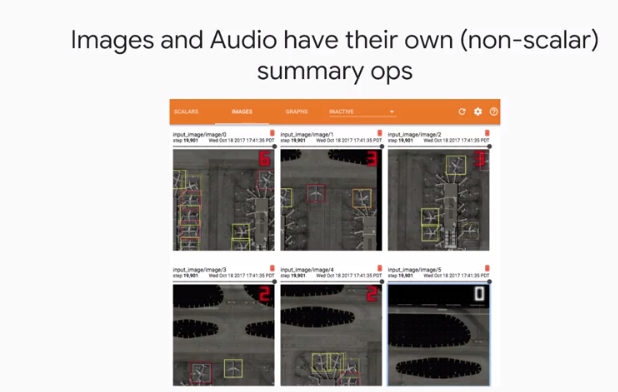 Images and Audio have their own (non-scalar)
summary ops
SCALARS IMAGES GRAPHS INACTIVE
input_image/image/0 input_image/image/1 input_image/image/2
step 19,901 Wed Oct 18 2017 17:41:35 PDT step 19,901 Wed Oct 18 2017 17:41:35 PDT step 19,901 Wed Oct 18 2017 17:41:35 PDT
3
input_image/image/3 input_image/image/4 input_image/image/5
step 19,901 Wed Oct 18 2017 17:41:35 PDT step 19,901 Wed Oct 18 2017 17:41:35 PDT step 19,901 Wed Oct 18 2017 17:41:35 PDT
2 2 0